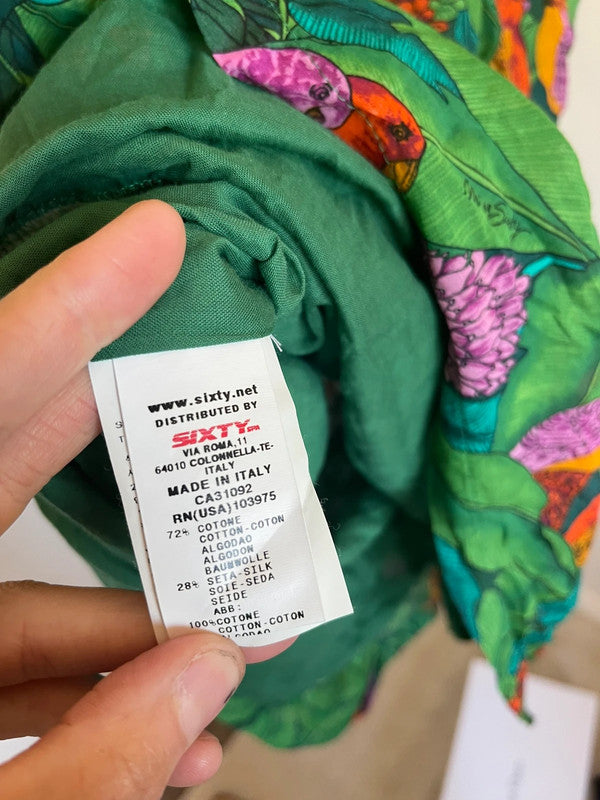 www.sixty.net
DISTRIBUTED BY
SIXTY
VIA ROMA,11
64010 COLONNELLA-TE-
ITALY
MADE IN ITALY
CA31092
RN(USA)103975
72% COTONE
COTTON-COTON
ALGODAO
ALGODON
BAUMWOLLE
28% SETA-SILK
SOIE-SEDA
SEIDE
ABB:
100%COTONE
COTTON-COTON
ALGODAO